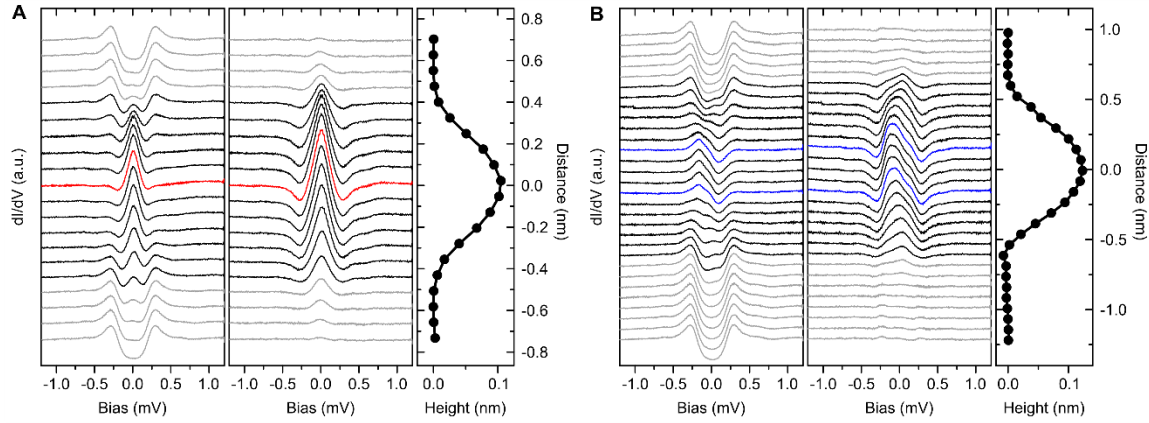 A
dI/dV (a.u.)
-1.0 -0.5 0.0 0.5 1.0
Bias (mV)
-1.0 -0.5 0.0 0.5 1.0
Bias (mV)
0.0 0.1
Height (nm)
0.8
0.6
0.4
0.2
0.0
-0.2
-0.4
-0.6
-0.8
Distance (nm)
B
dI/dV (a.u.)
-1.0 -0.5 0.0 0.5 1.0
Bias (mV)
-1.0 -0.5 0.0 0.5 1.0
Bias (mV)
0.0 0.1
Height (nm)
1.0
0.5
0.0
-0.5
-1.0
Distance (nm)